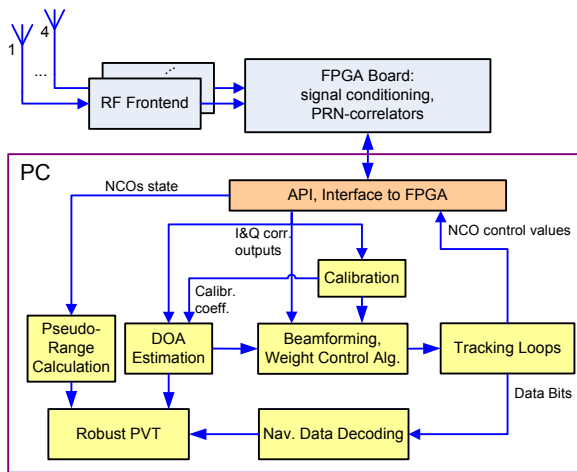 1
4
...
...
RF Frontend
FPGA Board:
signal conditioning,
PRN-correlators
PC
NCOs state
API, Interface to FPGA
I&Q corr.
outputs
NCO control values
Calibration
Calibr.
coeff.
Pseudo-
Range
Calculation
DOA
Estimation
Beamforming,
Weight Control Alg.
Tracking Loops
Data Bits
Robust PVT
Nav. Data Decoding